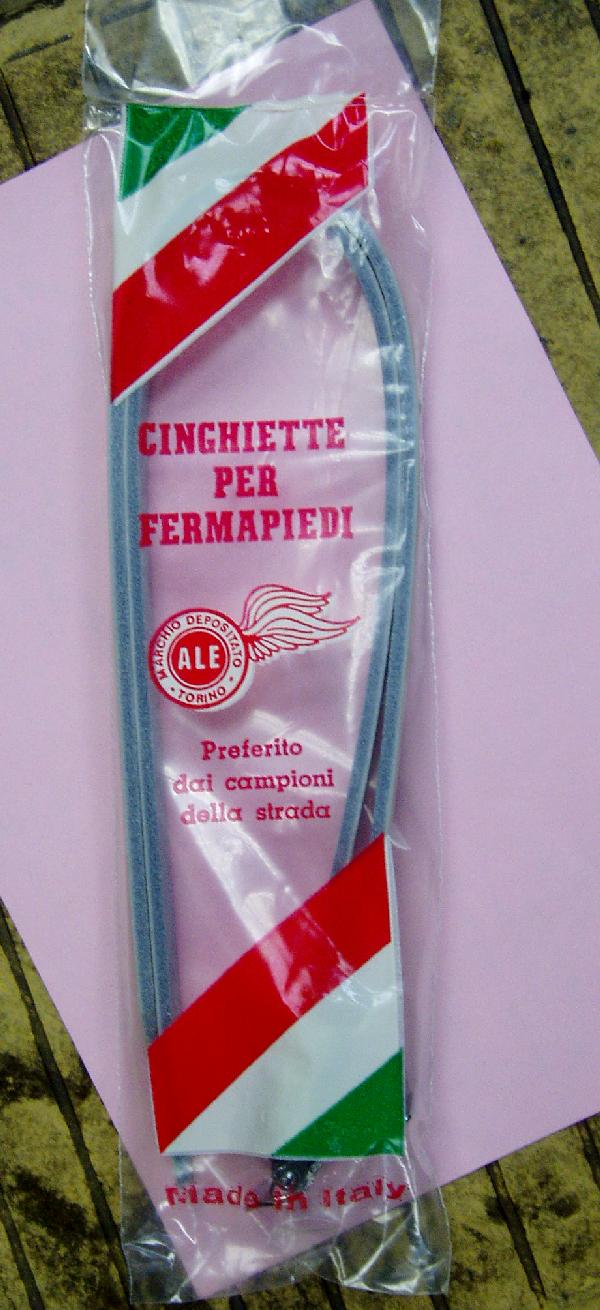 CINGHIETTE
PER
FERMAPIEDI
MARCHIO DEPOSITATO
ALE
· TORINO ·
Preferito
dai campioni
della strada
Made in Italy